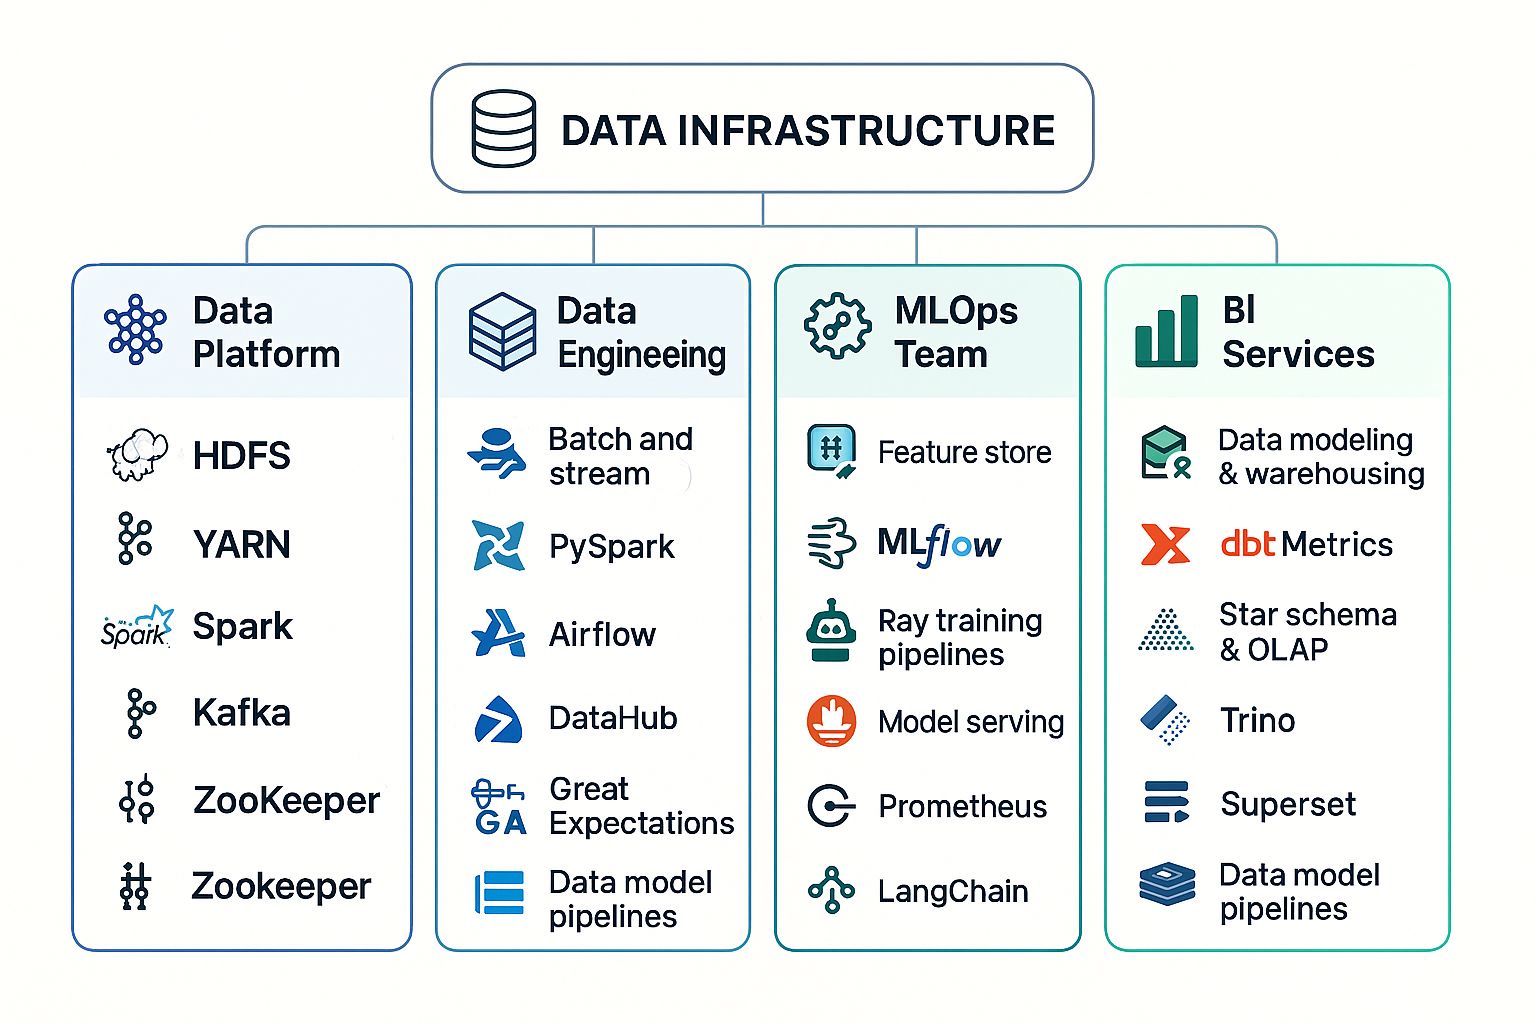 DATA INFRASTRUCTURE
Data
Platform
HDFS
YARN
Spark
Spark
Kafka
ZooKeeper
Zookeeper
Data
Engineeing
Batch and
stream
PySpark
Airflow
DataHub
GA
Great
Expectations
Data model
pipelines
MLOps
Team
Feature store
MLflow
Ray training
pipelines
Model serving
Prometheus
LangChain
BI
Services
Data modeling
& warehousing
dbt Metrics
Star schema
& OLAP
Trino
Superset
Data model
pipelines